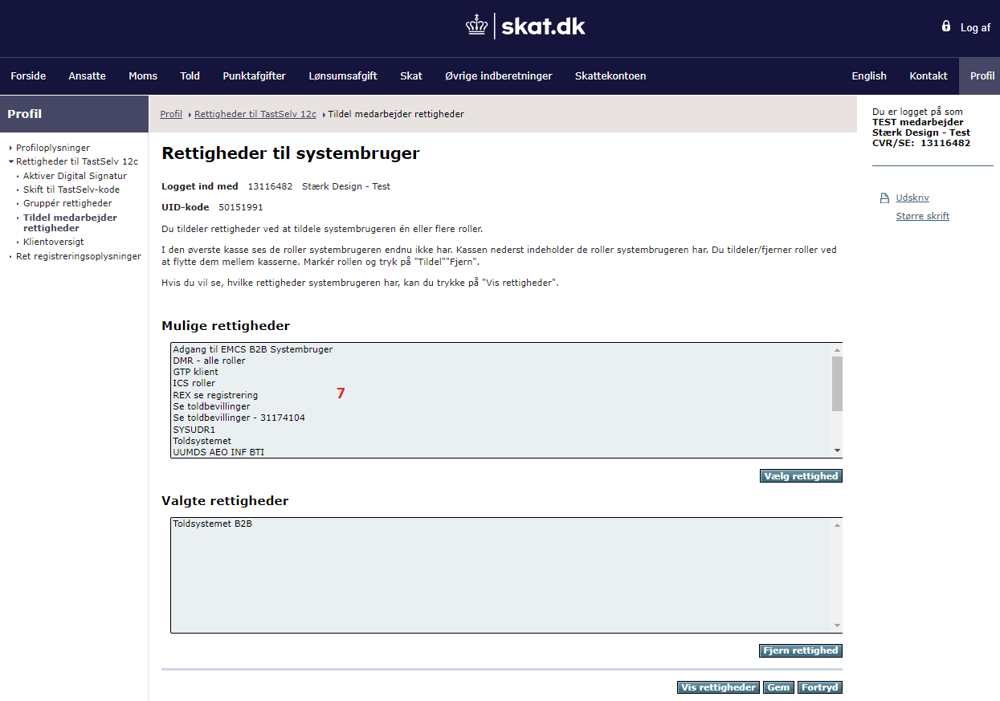 skat.dk
Log af
Forside Ansatte Moms Told Punktafgifter Lønsumsafgift Skat Øvrige indberetninger Skattekontoen English Kontakt Profil
Profil
Profiloplysninger
Rettigheder til TastSelv 12c
Aktiver Digital Signatur
Skift til TastSelv-kode
Gruppér rettigheder
Tildel medarbejder
rettigheder
Klientoversigt
Ret registreringsoplysninger
Profil Rettigheder til TastSelv 12c Tildel medarbejder rettigheder
Rettigheder til systembruger
Logget ind med 13116482 Stærk Design - Test
UID-kode 50151991
Du tildeler rettigheder ved at tildele systembrugeren én eller flere roller.
I den øverste kasse ses de roller systembrugeren endnu ikke har. Kassen nederst indeholder de roller systembrugeren har. Du tildeler/fjerner roller ved
at flytte dem mellem kasserne. Markér rollen og tryk på "Tildel""Fjern".
Hvis du vil se, hvilke rettigheder systembrugeren har, kan du trykke på "Vis rettigheder".
Mulige rettigheder
Adgang til EMCS B2B Systembruger
DMR - alle roller
GTP klient
ICS roller
REX se registrering
7
Se toldbevillinger
Se toldbevillinger - 31174104
SYSUDR1
Toldsystemet
UUMDS AEO INF BTI
Vælg rettighed
Valgte rettigheder
Toldsystemet B2B
Fjern rettighed
Vis rettigheder Gem Fortryd
Du er logget på som
TEST medarbejder
Stærk Design - Test
CVR/SE: 13116482
Udskriv
Større skrift